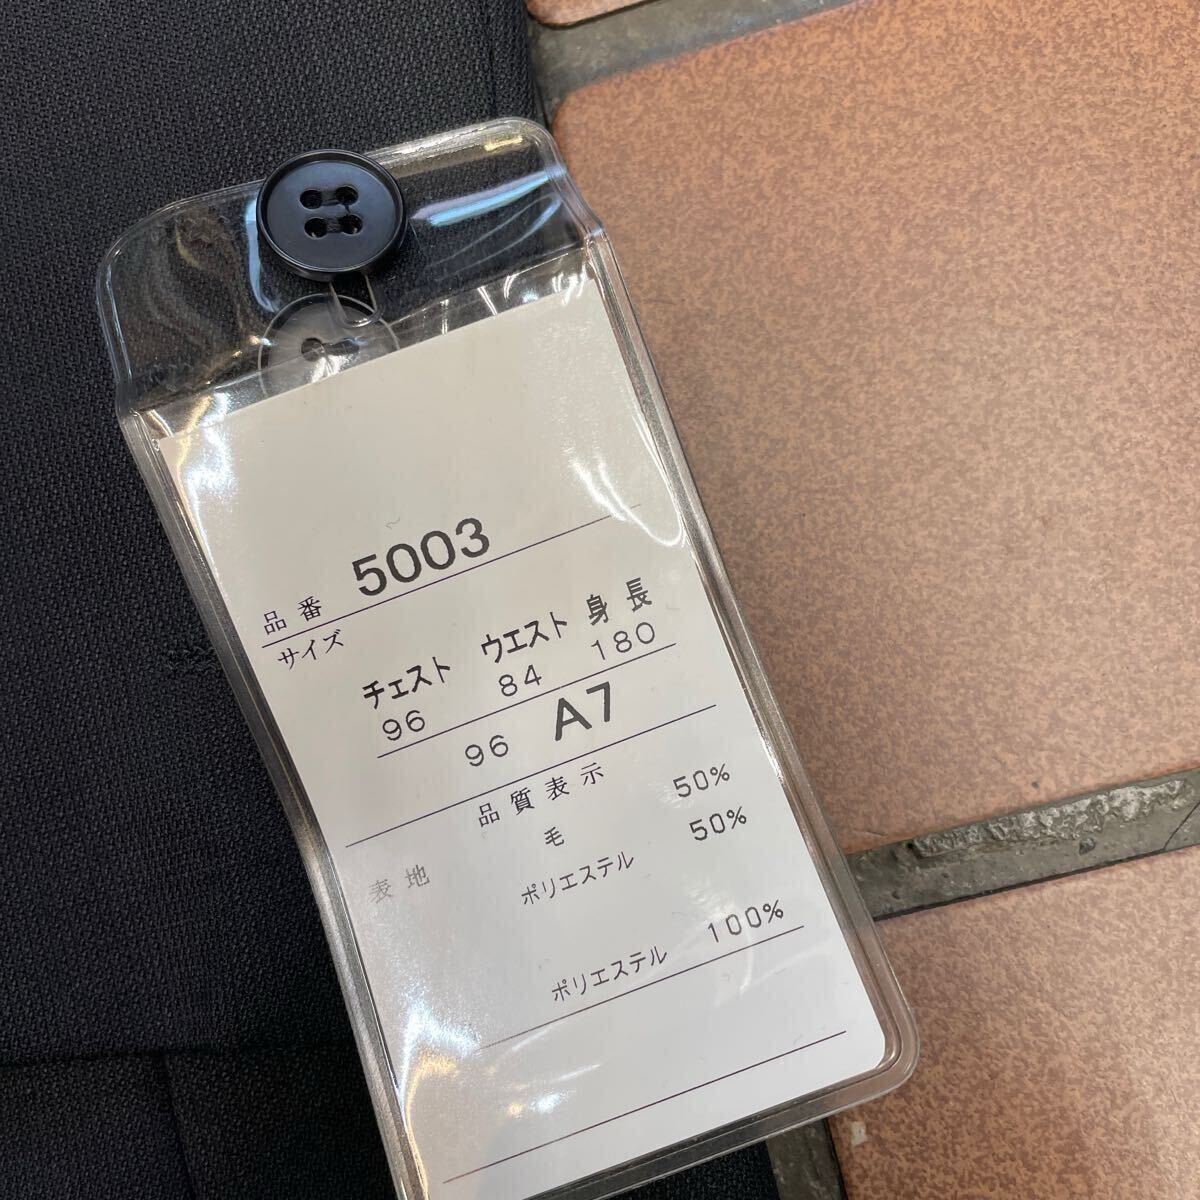 品番 5003
サイズ
チェスト ウエスト 身長
96 84 180
96 A7
品質表示
毛 50%
表地 ポリエステル 50%
ポリエステル 100%